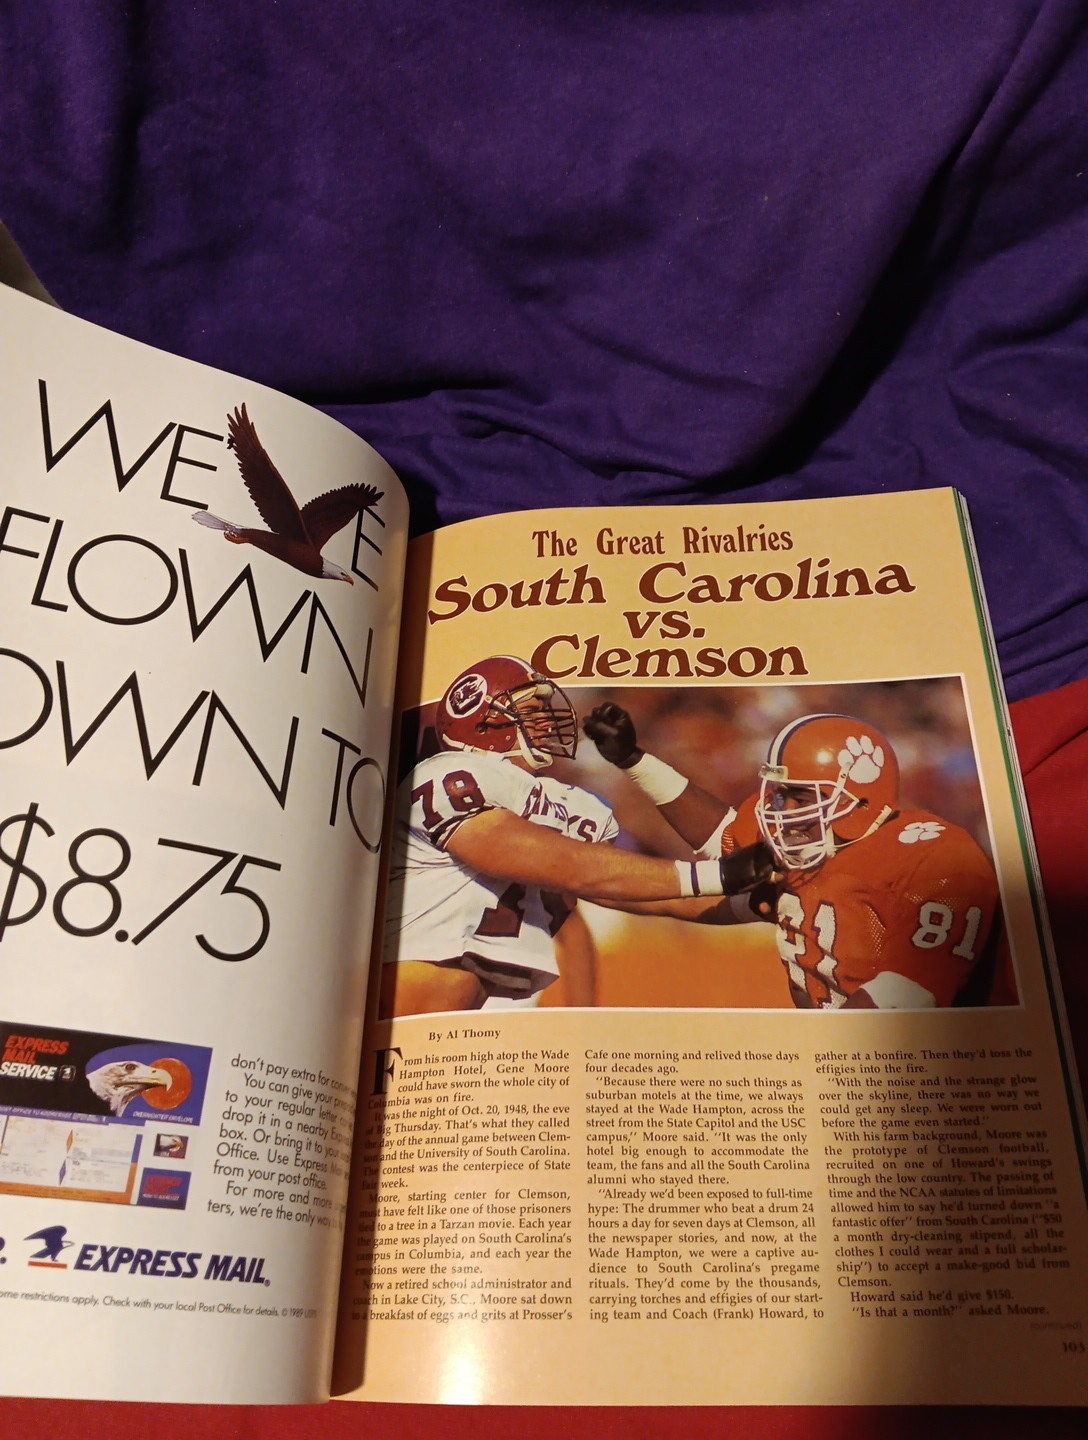 WE E
FLOWN
OWN TO
$8.75
EXPRESS
MAIL
SERVICE
OVERNIGHTER ENVELOPE
don't pay extra for
You can give your
to your regular letter
drop it in a nearby
box. Or bring it to your
Office. Use Express
from your post office.
For more and more
ters, we're the only way
EXPRESS MAIL
ome restrictions apply. Check with your local Post Office for details. © 1989 USPS
The Great Rivalries
South Carolina
vs.
Clemson
C
78
81
81
By Al Thomy
From his room high atop the Wade
Hampton Hotel, Gene Moore
could have sworn the whole city of
Columbia was on fire.
It was the night of Oct. 20, 1948, the eve
of Big Thursday. That's what they called
the day of the annual game between Clem-
son and the University of South Carolina.
The contest was the centerpiece of State
Fair week.
Moore, starting center for Clemson,
must have felt like one of those prisoners
tied to a tree in a Tarzan movie. Each year
the game was played on South Carolina's
campus in Columbia, and each year the
emotions were the same.
Now a retired school administrator and
coach in Lake City, S.C., Moore sat down
to a breakfast of eggs and grits at Prosser's
Cafe one morning and relived those days
four decades ago.
"Because there were no such things as
suburban motels at the time, we always
stayed at the Wade Hampton, across the
street from the State Capitol and the USC
campus," Moore said. "It was the only
hotel big enough to accommodate the
team, the fans and all the South Carolina
alumni who stayed there.
"Already we'd been exposed to full-time
hype: The drummer who beat a drum 24
hours a day for seven days at Clemson, all
the newspaper stories, and now, at the
Wade Hampton, we were a captive au-
dience to South Carolina's pregame
rituals. They'd come by the thousands,
carrying torches and effigies of our start-
ing team and Coach (Frank) Howard, to
gather at a bonfire. Then they'd toss the
effigies into the fire.
"With the noise and the strange glow
over the skyline, there was no way we
could get any sleep. We were worn out
before the game even started."
With his farm background, Moore was
the prototype of Clemson football,
recruited on one of Howard's swings
through the low country. The passing of
time and the NCAA statutes of limitations
allowed him to say he'd turned down "a
fantastic offer" from South Carolina ("$50
a month dry-cleaning stipend, all the
clothes I could wear and a full scholar-
ship") to accept a make-good bid from
Clemson.
Howard said he'd give $150.
"Is that a month?" asked Moore.
(continued)
103